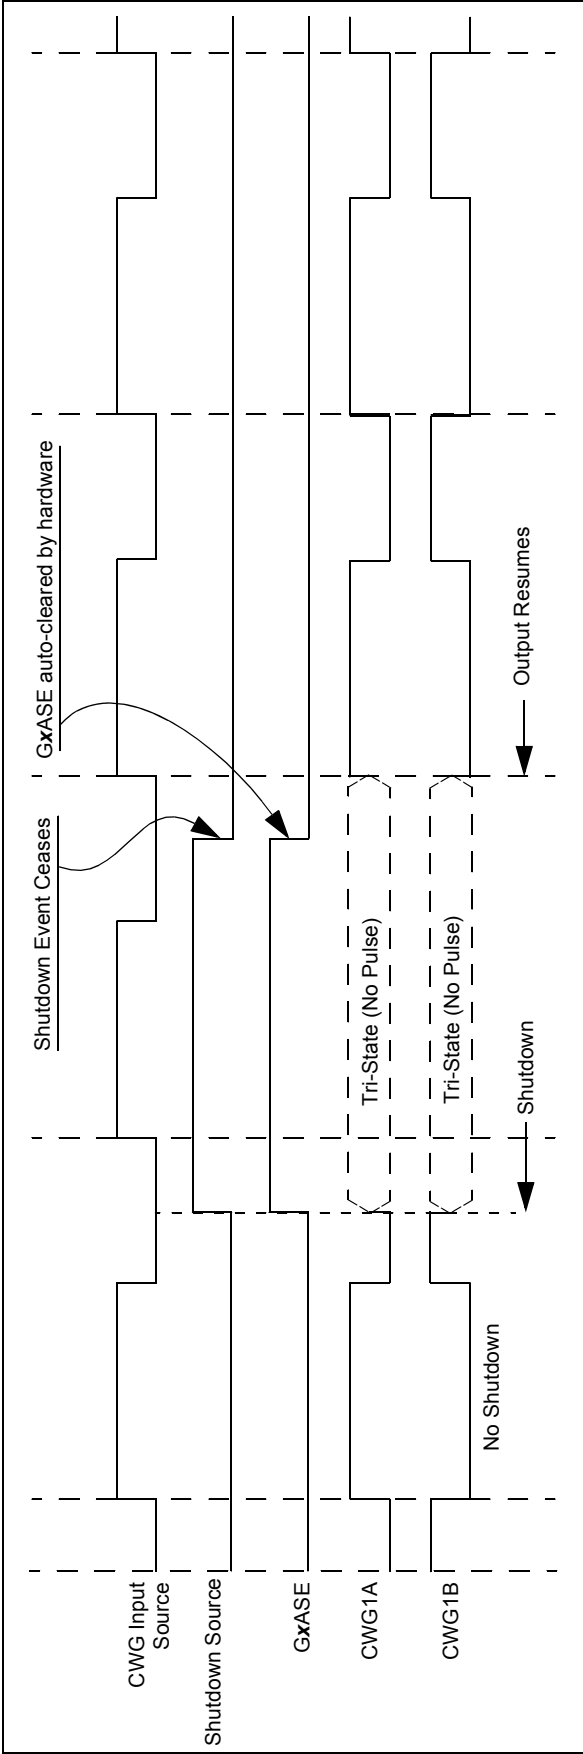 Shutdown Event Ceases
GxASE auto-cleared by hardware
CWG Input
Source
Shutdown Source
GxASE
CWG1A
Tri-State (No Pulse)
CWG1B
Tri-State (No Pulse)
No Shutdown
Shutdown
Output Resumes